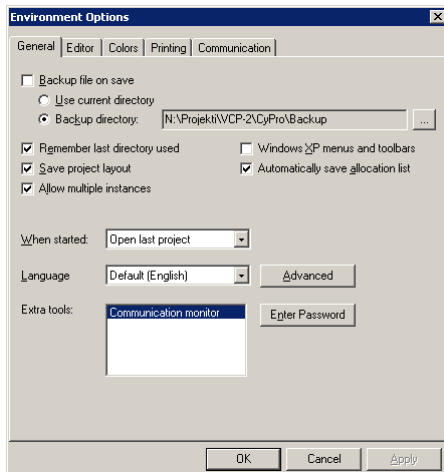 Environment Options
General Editor Colors Printing Communication
Backup file on save
Use current directory
Backup directory: N:\Projekti\VCP-2\CyPro\Backup ...
Remember last directory used Windows XP menus and toolbars
Save project layout Automatically save allocation list
Allow multiple instances
When started: Open last project
Language Default (English) Advanced
Extra tools: Communication monitor Enter Password
OK Cancel Apply